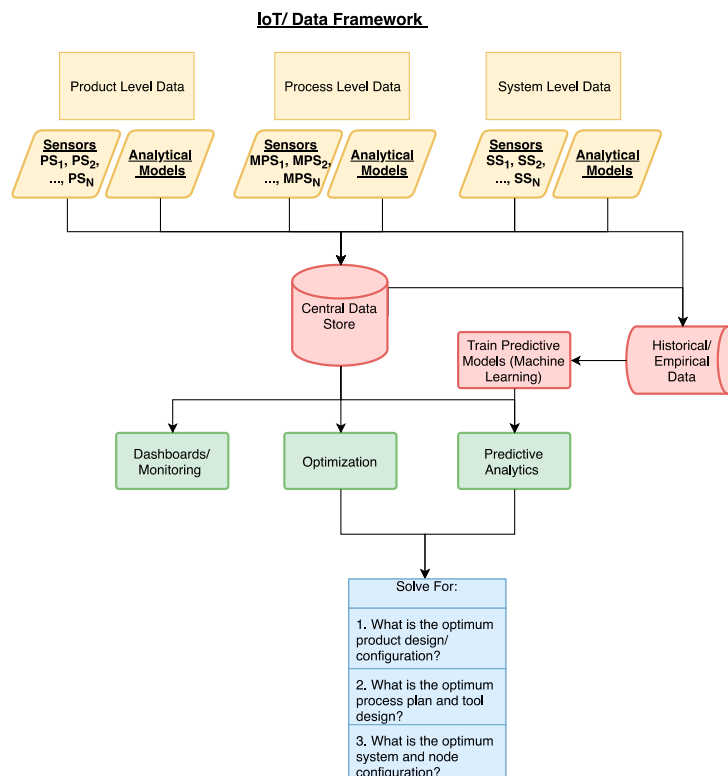 IoT/ Data Framework
Product Level Data
Process Level Data
System Level Data
Sensors
PS1, PS2,
..., PSN
Analytical
Models
Sensors
MPS1, MPS2,
..., MPSN
Analytical
Models
Sensors
SS1, SS2,
..., SSN
Analytical
Models
Central Data
Store
Train Predictive
Models (Machine
Learning)
Historical/
Empirical
Data
Dashboards/
Monitoring
Optimization
Predictive
Analytics
Solve For:
1. What is the optimum
product design/
configuration?
2. What is the optimum
process plan and tool
design?
3. What is the optimum
system and node
configuration?